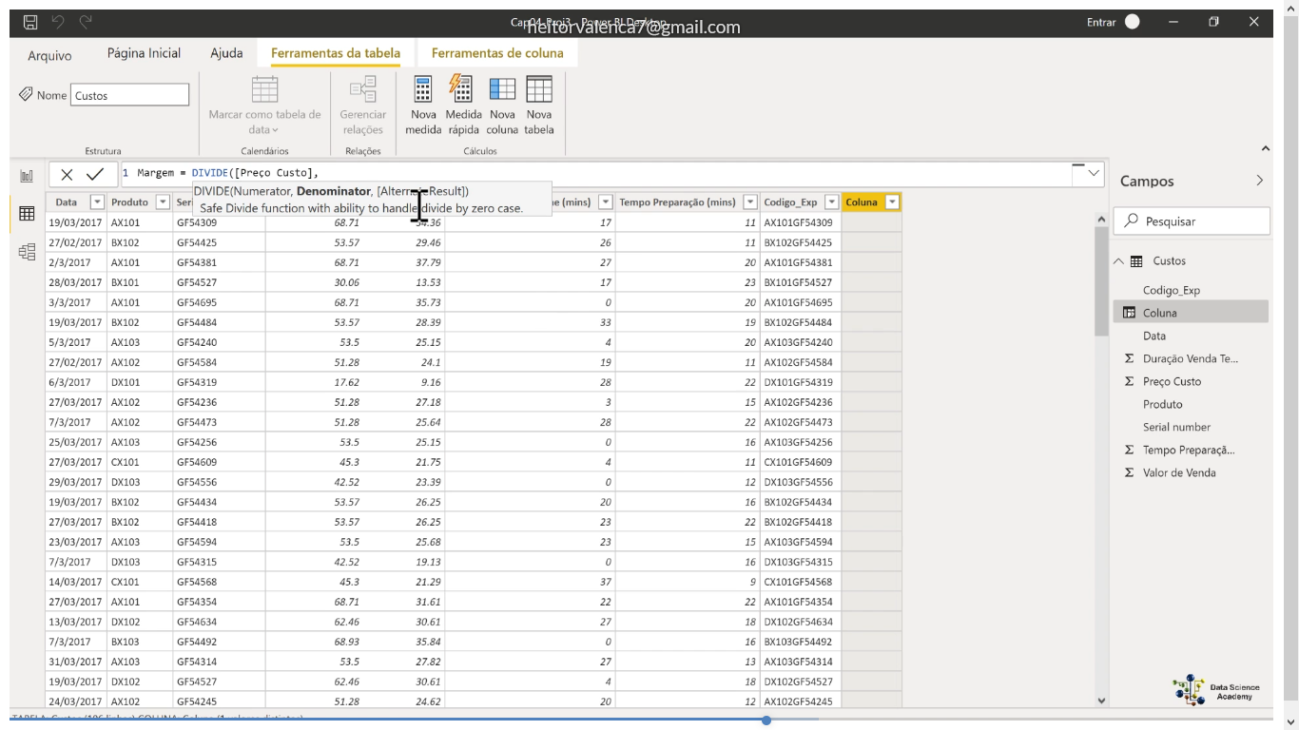 heitorvalenca7@gmail.com
Entrar
Arquivo Página Inicial Ajuda Ferramentas da tabela Ferramentas de coluna
Nome Custos
Marcar como tabela de data
Gerenciar relações
Nova medida
Medida rápida
Nova coluna
Nova tabela
Estrutura Calendários Relações Cálculos
1 Margem = DIVIDE([Preço Custo],
DIVIDE(Numerator, Denominator, [AlternateResult])
Safe Divide function with ability to handle divide by zero case.
Data Produto Seri ne (mins) Tempo Preparação (mins) Codigo_Exp Coluna
19/03/2017 AX101 GF54309 68.71 34.36 17 11 AX101GF54309
27/02/2017 BX102 GF54425 53.57 29.46 26 11 BX102GF54425
2/3/2017 AX101 GF54381 68.71 37.79 27 20 AX101GF54381
28/03/2017 BX101 GF54527 30.06 13.53 17 23 BX101GF54527
3/3/2017 AX101 GF54695 68.71 35.73 0 20 AX101GF54695
19/03/2017 BX102 GF54484 53.57 28.39 33 19 BX102GF54484
5/3/2017 AX103 GF54240 53.5 25.15 4 20 AX103GF54240
27/02/2017 AX102 GF54584 51.28 24.1 19 11 AX102GF54584
6/3/2017 DX101 GF54319 17.62 9.16 28 22 DX101GF54319
27/03/2017 AX102 GF54236 51.28 27.18 3 15 AX102GF54236
7/3/2017 AX102 GF54473 51.28 25.64 28 22 AX102GF54473
25/03/2017 AX103 GF54256 53.5 25.15 0 16 AX103GF54256
27/03/2017 CX101 GF54609 45.3 21.75 4 11 CX101GF54609
29/03/2017 DX103 GF54556 42.52 23.39 0 12 DX103GF54556
19/03/2017 BX102 GF54434 53.57 26.25 20 16 BX102GF54434
27/03/2017 BX102 GF54418 53.57 26.25 23 22 BX102GF54418
23/03/2017 AX103 GF54594 53.5 25.68 23 15 AX103GF54594
7/3/2017 DX103 GF54315 42.52 19.13 0 16 DX103GF54315
14/03/2017 CX101 GF54568 45.3 21.29 37 9 CX101GF54568
27/03/2017 AX101 GF54354 68.71 31.61 22 22 AX101GF54354
13/03/2017 DX102 GF54634 62.46 30.61 27 18 DX102GF54634
7/3/2017 BX103 GF54492 68.93 35.84 0 16 BX103GF54492
31/03/2017 AX103 GF54314 53.5 27.82 27 13 AX103GF54314
19/03/2017 DX102 GF54527 62.46 30.61 4 18 DX102GF54527
24/03/2017 AX102 GF54245 51.28 24.62 20 12 AX102GF54245
Campos
Pesquisar
Custos
Codigo_Exp
Coluna
Data
Duração Venda Te...
Preço Custo
Produto
Serial number
Tempo Preparaçã...
Valor de Venda
Data Science
Academy